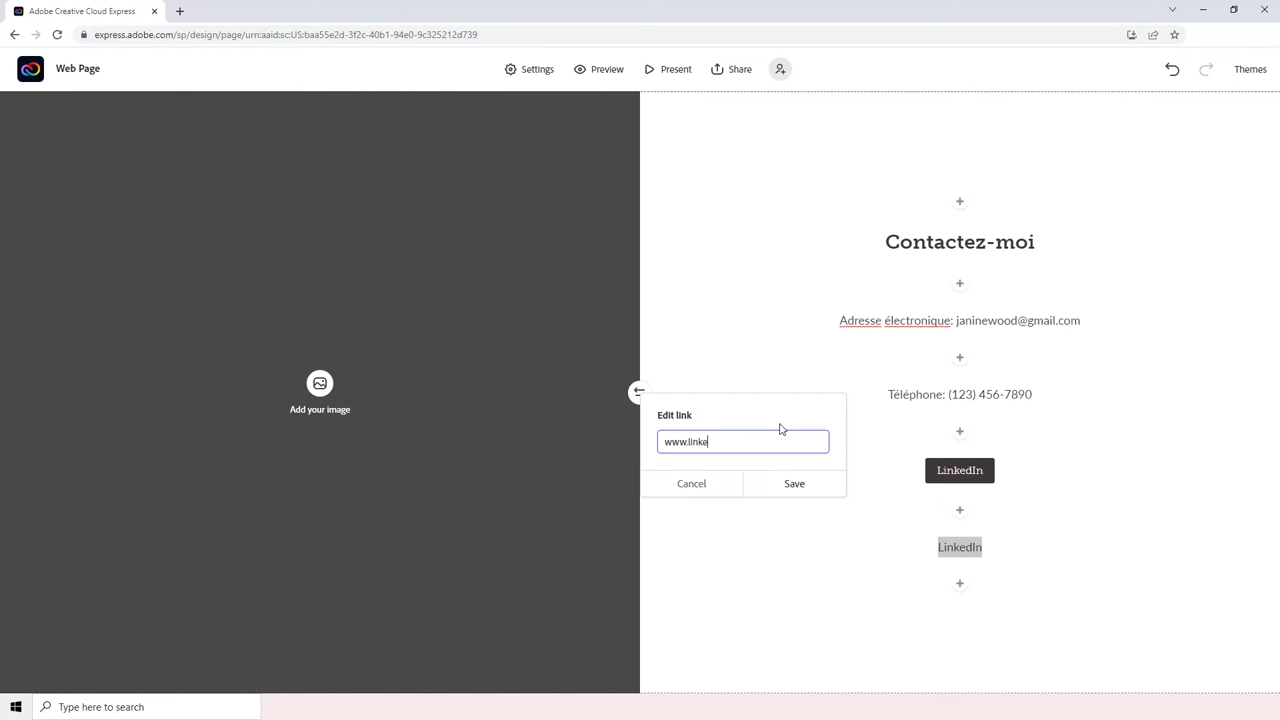 Adobe Creative Cloud Express
express.adobe.com/sp/design/page/urn:aaid:sc:US:baa55e2d-3f2c-40b1-94e0-9c325212d739
Web Page
Settings
Preview
Present
Share
Themes
Contactez-moi
Adresse électronique: janinewood@gmail.com
Téléphone: (123) 456-7890
Add your image
Edit link
www.linke
Cancel
Save
LinkedIn
LinkedIn
Type here to search